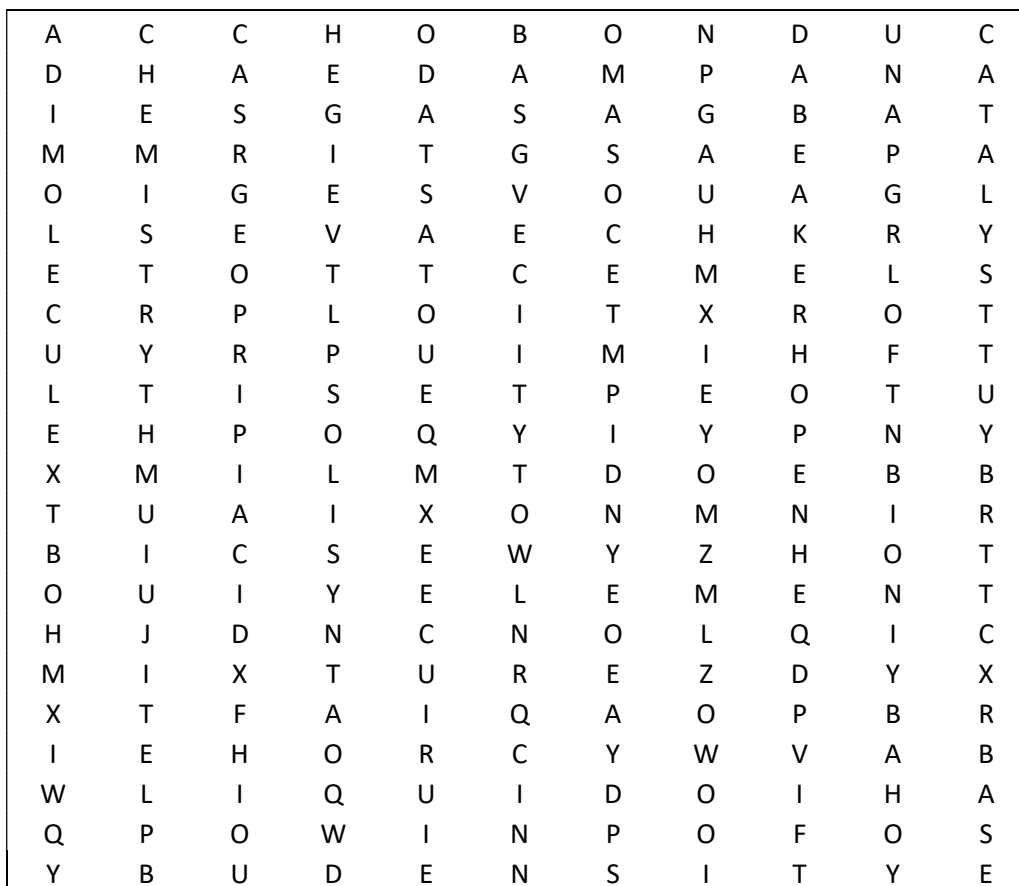 A C C H O B O N D U C
D H A E D A M P A N A
I E S G A S A G B A T
M M R I T G S A E P A
O I G E S V O U A G L
L S E V A E C H K R Y
E T O T T C E M E L S
C R P L O I T X R O T
U Y R P U I M I H F T
L T I S E T P E O T U
E H P O Q Y I Y P N Y
X M I L M T D O E B B
T U A I X O N M N I R
B I C S E W Y Z H O T
O U I Y E L E M E N T
H J D N C N O L Q I C
M I X T U R E Z D Y X
X T F A I Q A O P B R
I E H O R C Y W V A B
W L I Q U I D O I H A
Q P O W I N P O F O S
Y B U D E N S I T Y E